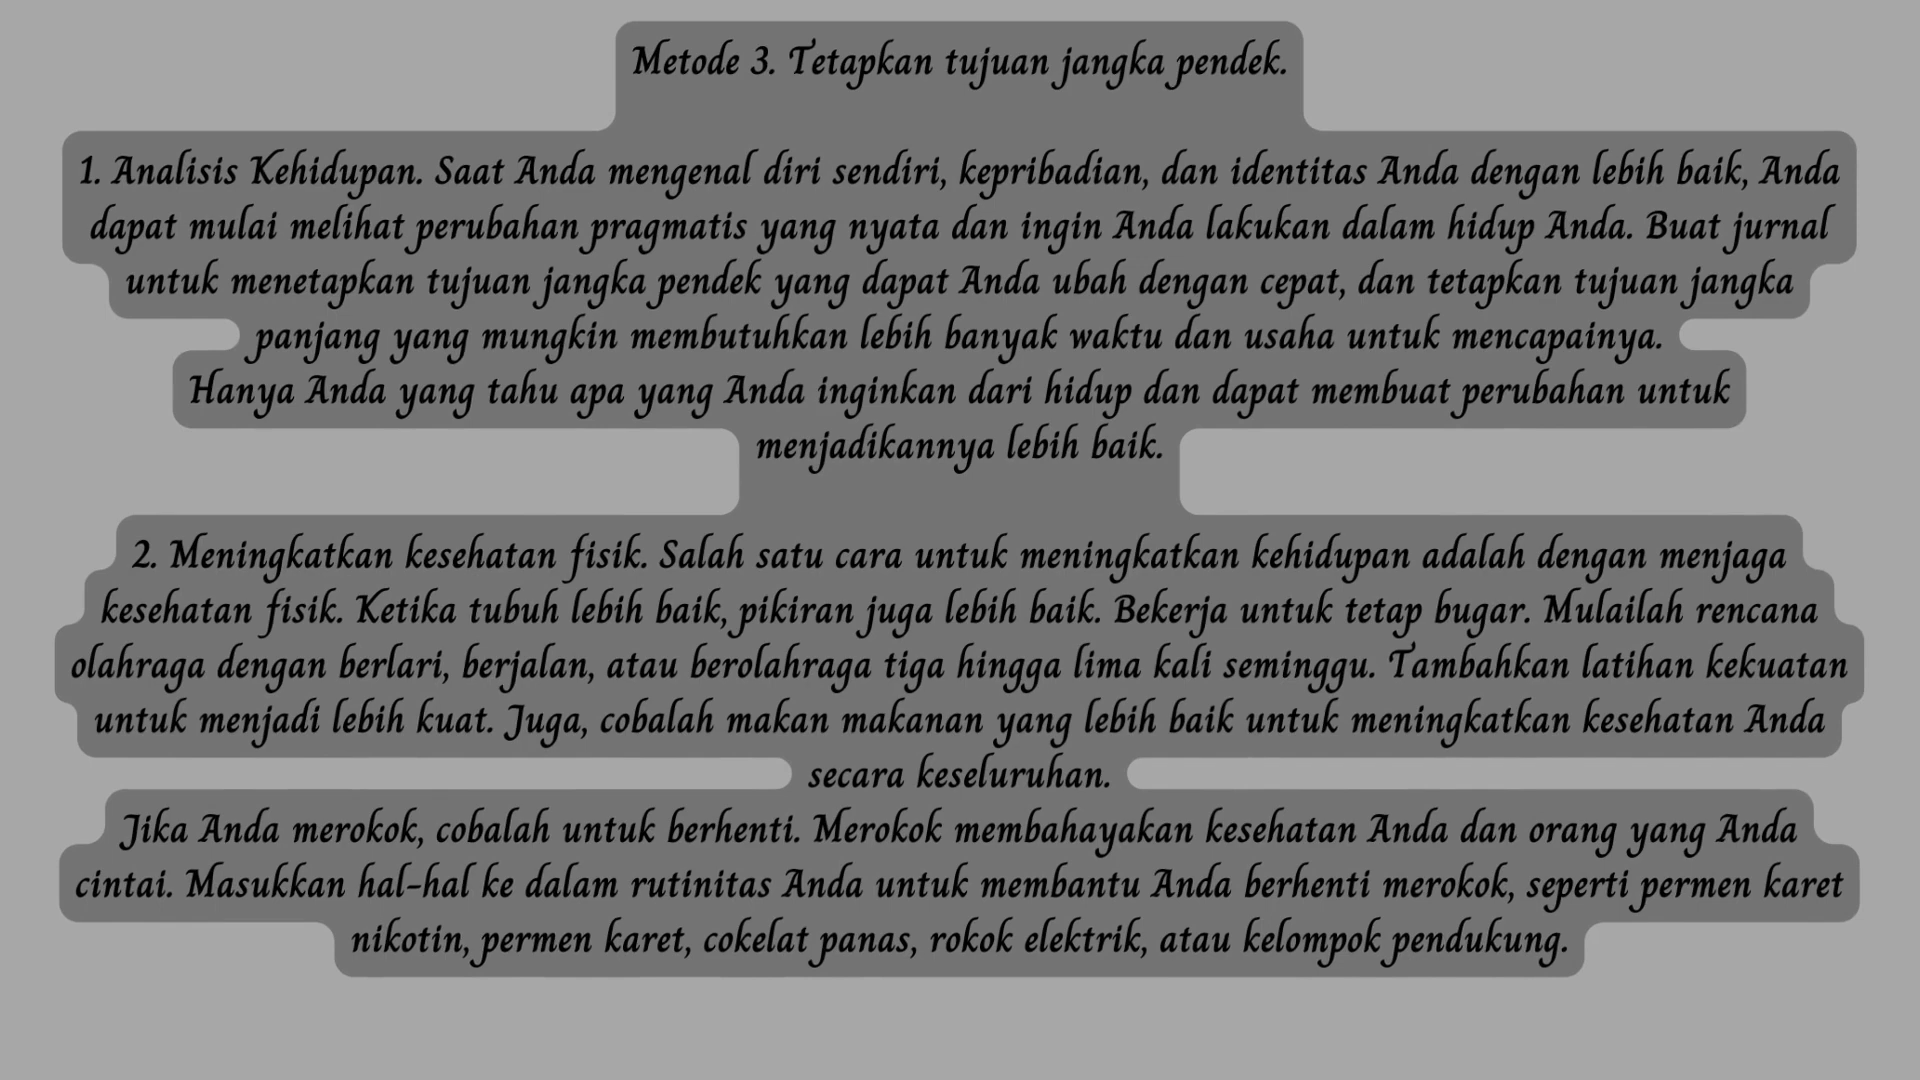 Metode 3. Tetapkan tujuan jangka pendek.
1. Analisis Kehidupan. Saat Anda mengenal diri sendiri, kepribadian, dan identitas Anda dengan lebih baik, Anda
dapat mulai melihat perubahan pragmatis yang nyata dan ingin Anda lakukan dalam hidup Anda. Buat jurnal
untuk menetapkan tujuan jangka pendek yang dapat Anda ubah dengan cepat, dan tetapkan tujuan jangka
panjang yang mungkin membutuhkan lebih banyak waktu dan usaha untuk mencapainya.
Hanya Anda yang tahu apa yang Anda inginkan dari hidup dan dapat membuat perubahan untuk
menjadikannya lebih baik.
2. Meningkatkan kesehatan fisik. Salah satu cara untuk meningkatkan kehidupan adalah dengan menjaga
kesehatan fisik. Ketika tubuh lebih baik, pikiran juga lebih baik. Bekerja untuk tetap bugar. Mulailah rencana
olahraga dengan berlari, berjalan, atau berolahraga tiga hingga lima kali seminggu. Tambahkan latihan kekuatan
untuk menjadi lebih kuat. Juga, cobalah makan makanan yang lebih baik untuk meningkatkan kesehatan Anda
secara keseluruhan.
Jika Anda merokok, cobalah untuk berhenti. Merokok membahayakan kesehatan Anda dan orang yang Anda
cintai. Masukkan hal-hal ke dalam rutinitas Anda untuk membantu Anda berhenti merokok, seperti permen karet
nikotin, permen karet, cokelat panas, rokok elektrik, atau kelompok pendukung.